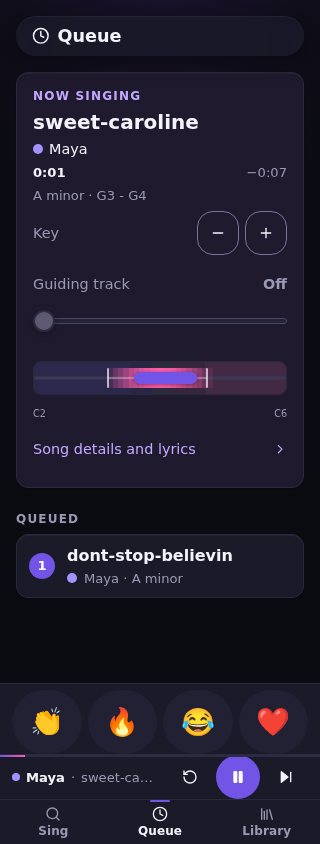 Queue
NOW SINGING
sweet-caroline
Maya
0:01 −0:07
A minor · G3 - G4
Key − +
Guiding track Off
C2 C6
Song details and lyrics
QUEUED
1 dont-stop-believin
Maya · A minor
Maya · sweet-ca...
Sing Queue Library